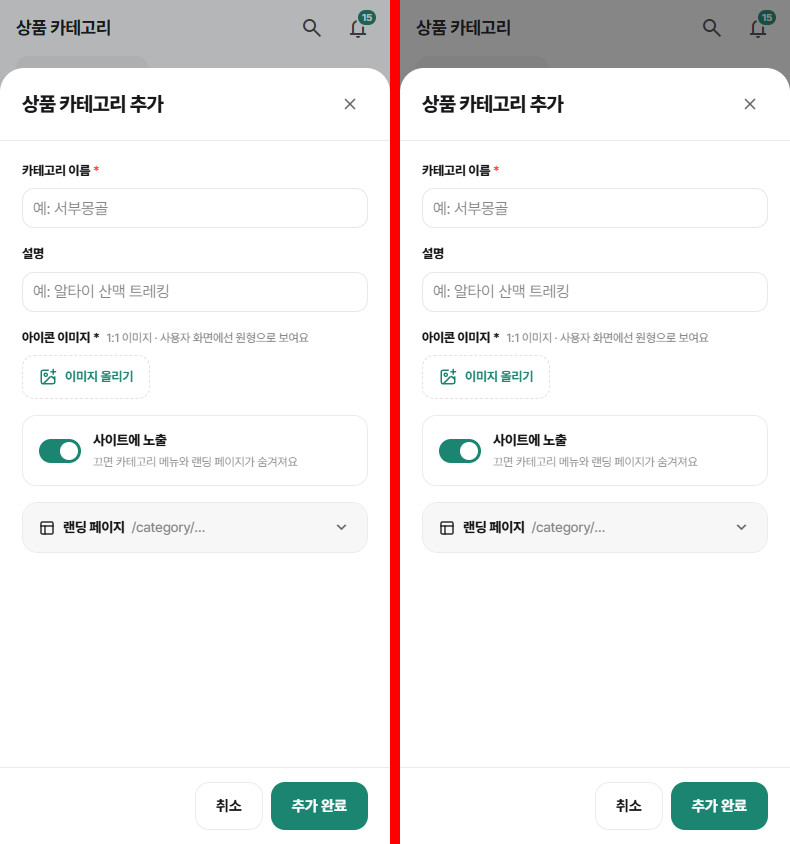 상품 카테고리
15
상품 카테고리 추가
카테고리 이름 *
예: 서부몽골
설명
예: 알타이 산맥 트레킹
아이콘 이미지 * 1:1 이미지 · 사용자 화면에선 원형으로 보여요
이미지 올리기
사이트에 노출
끄면 카테고리 메뉴와 랜딩 페이지가 숨겨져요
랜딩 페이지 /category/...
취소
추가 완료
상품 카테고리
15
상품 카테고리 추가
카테고리 이름 *
예: 서부몽골
설명
예: 알타이 산맥 트레킹
아이콘 이미지 * 1:1 이미지 · 사용자 화면에선 원형으로 보여요
이미지 올리기
사이트에 노출
끄면 카테고리 메뉴와 랜딩 페이지가 숨겨져요
랜딩 페이지 /category/...
취소
추가 완료